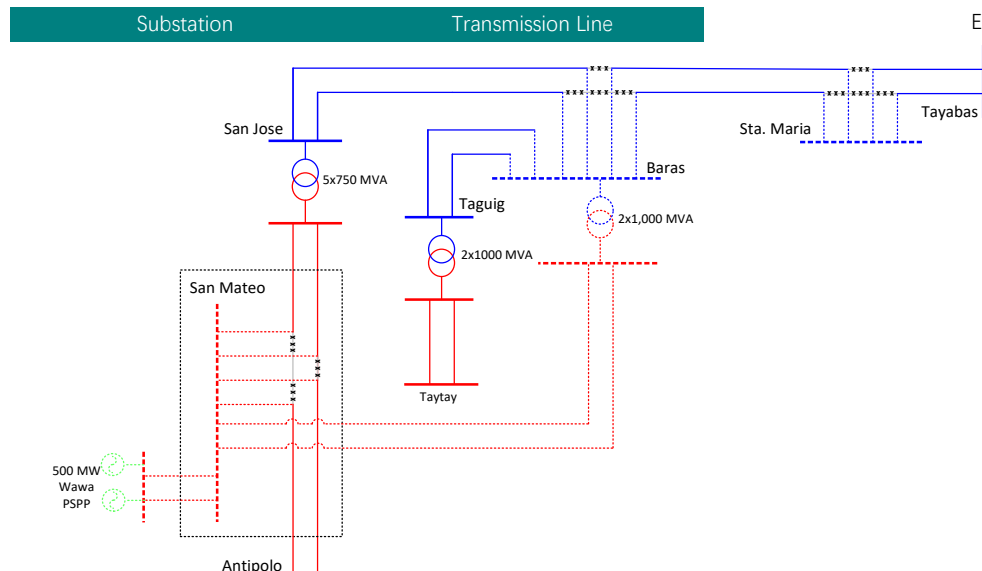 Substation Transmission Line
E
San Jose
Sta. Maria
Tayabas
5x750 MVA
Baras
Taguig
2x1,000 MVA
2x1000 MVA
San Mateo
Taytay
500 MW
Wawa
PSPP
Antipolo